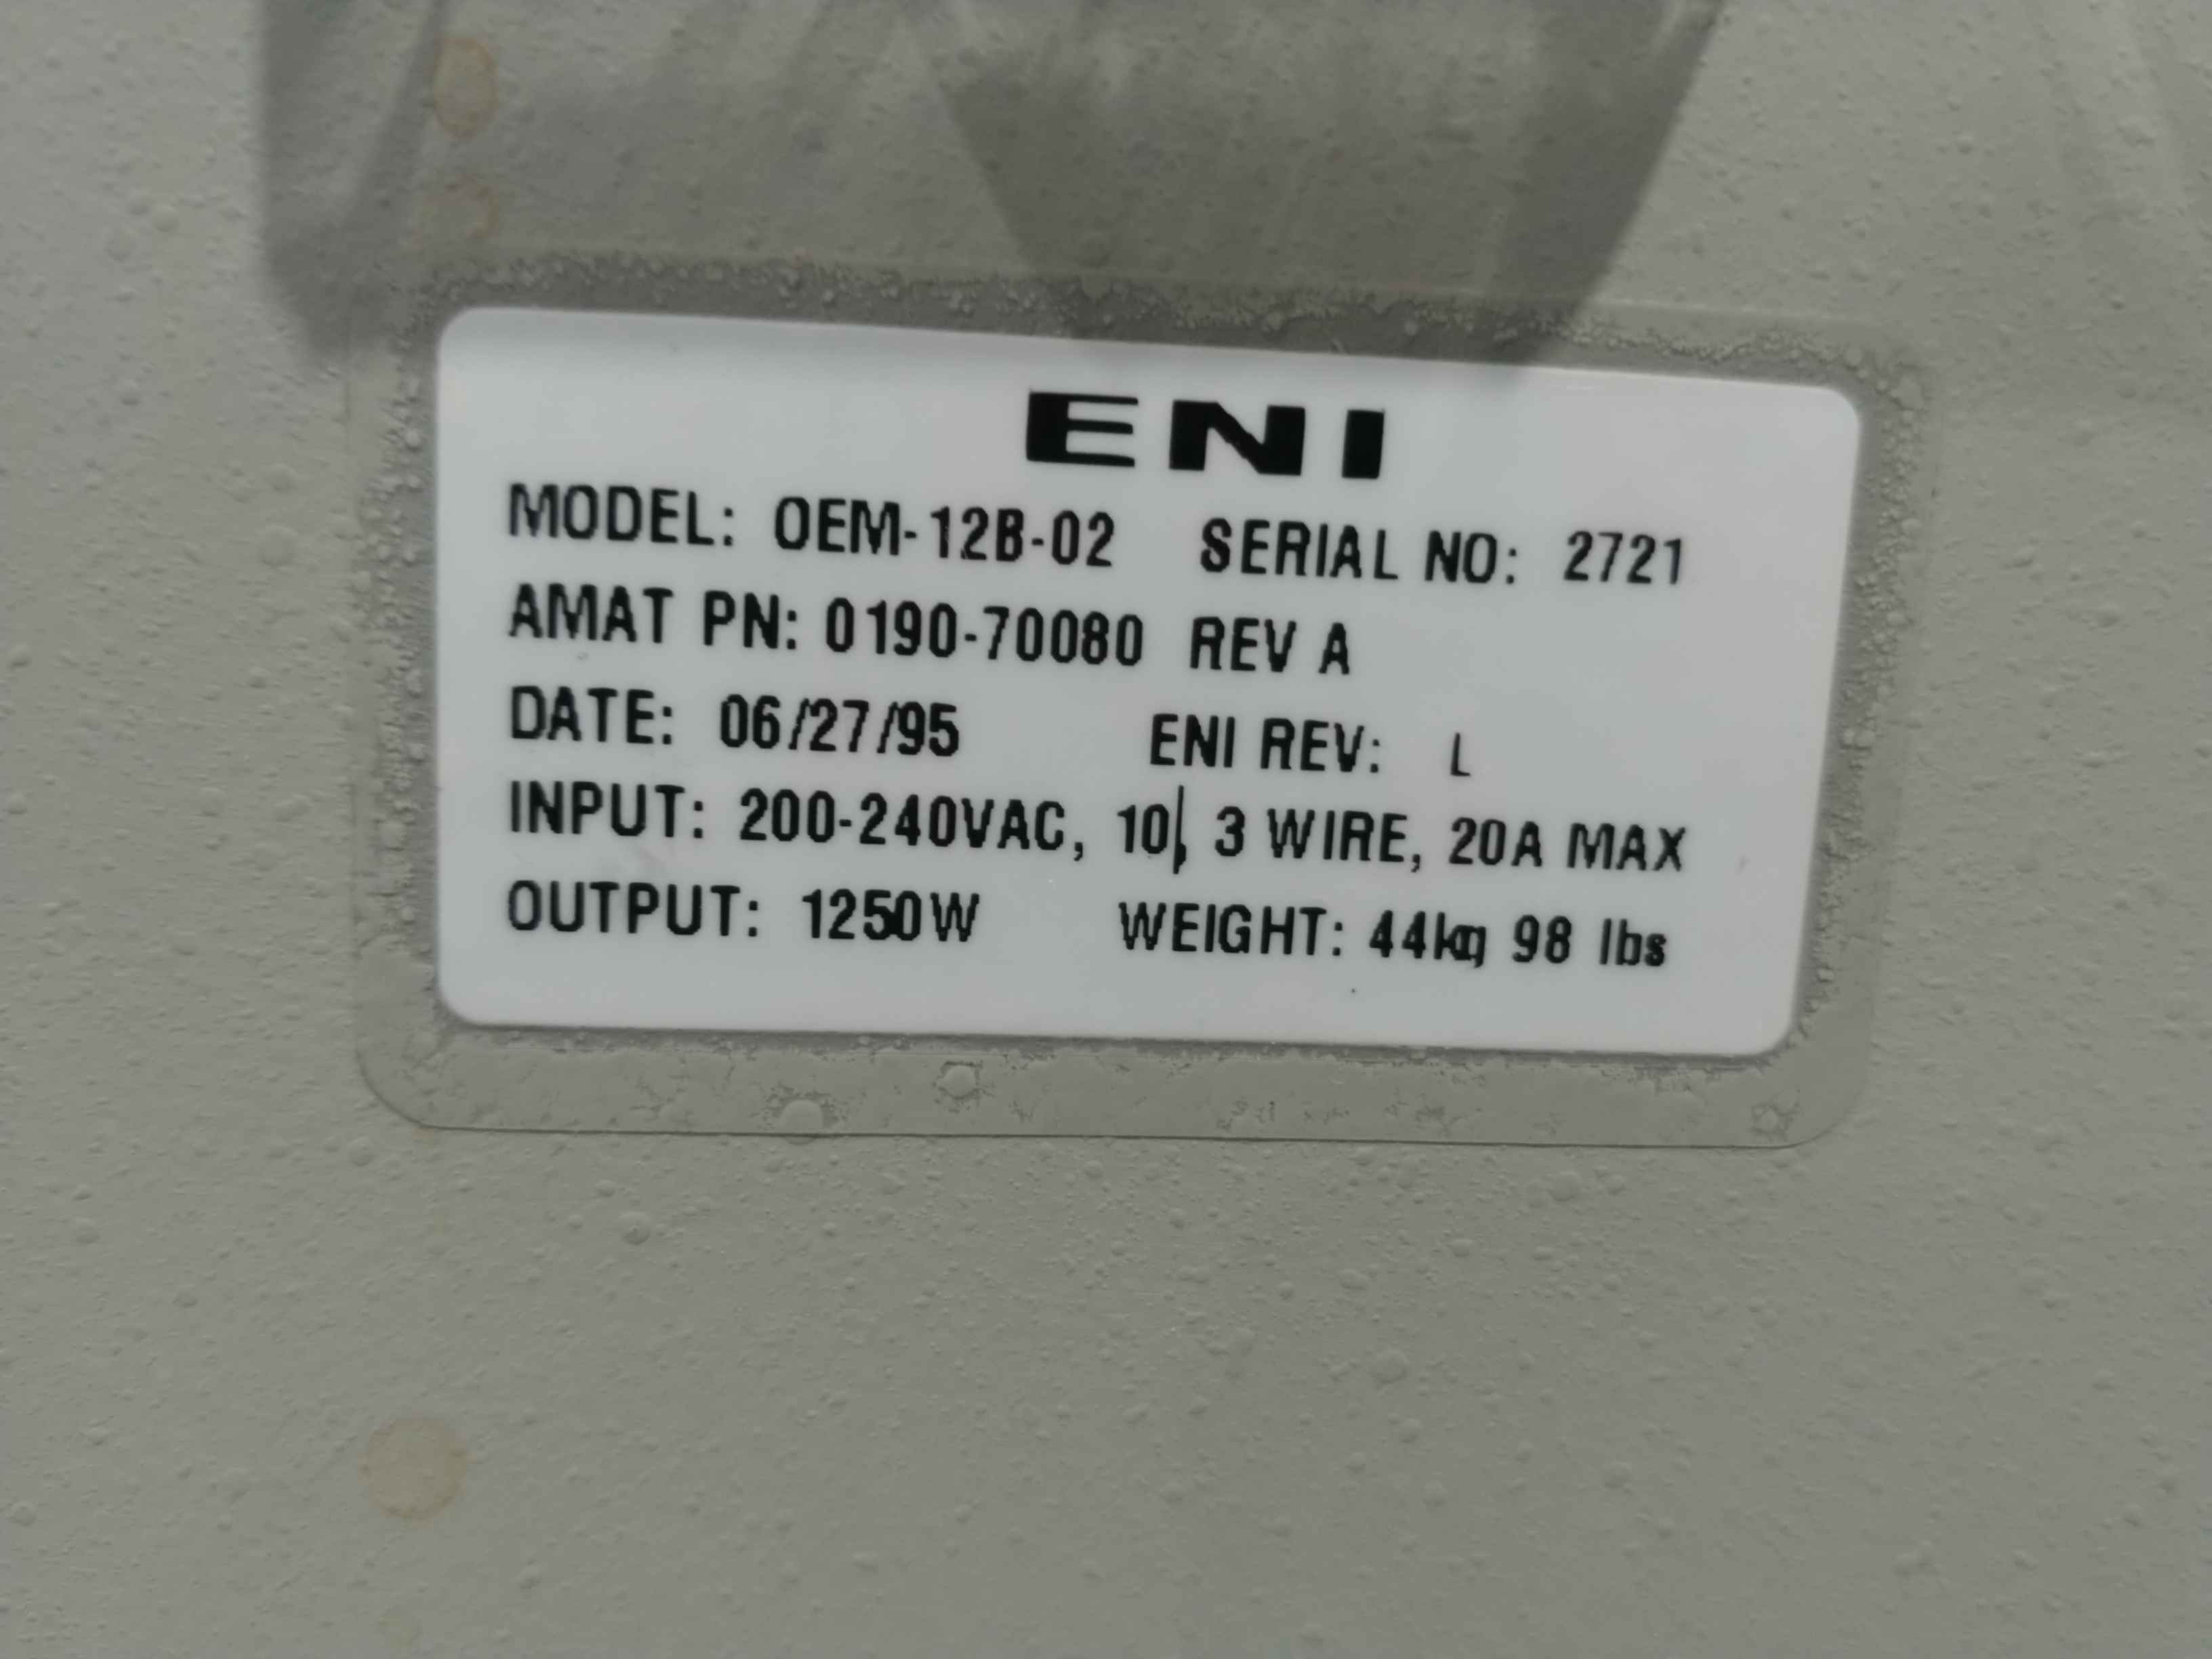 ENI
MODEL: OEM-12B-02 SERIAL NO: 2721
AMAT PN: 0190-70080 REV A
DATE: 06/27/95 ENI REV: L
INPUT: 200-240VAC, 10|, 3 WIRE, 20A MAX
OUTPUT: 1250W WEIGHT: 44kg 98 lbs